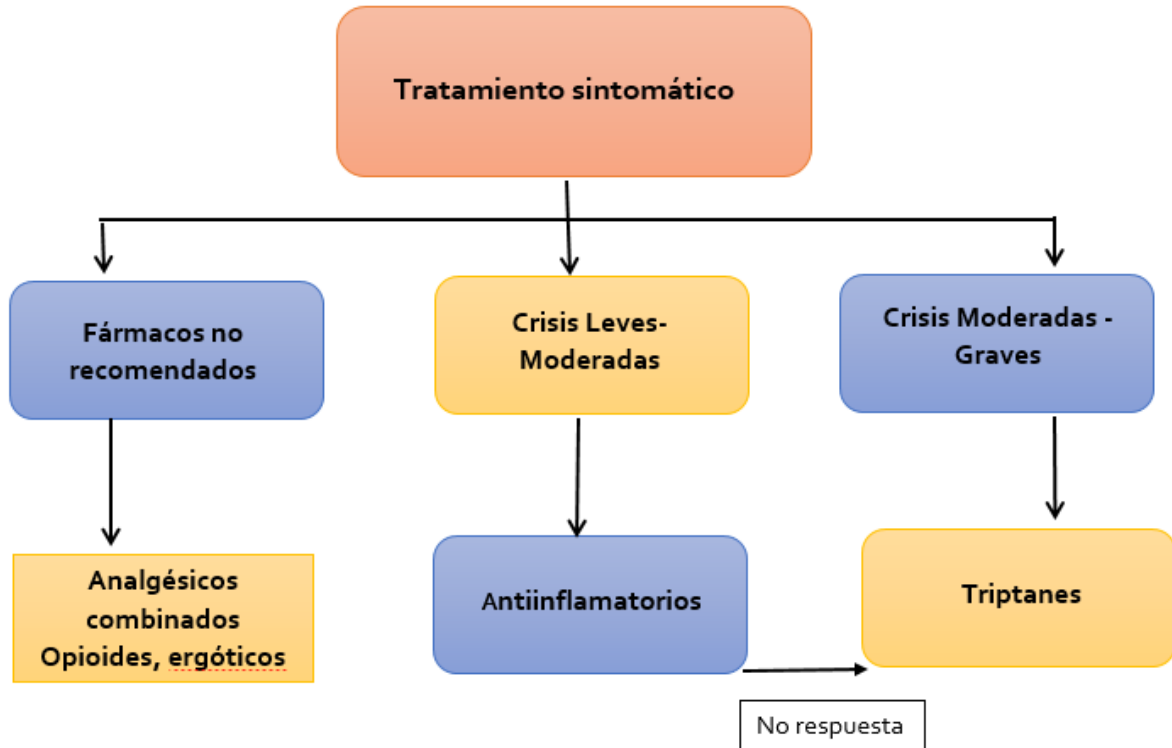 Tratamiento sintomático
Fármacos no
recomendados
Crisis Leves-
Moderadas
Crisis Moderadas -
Graves
Analgésicos
combinados
Opioides, ergóticos
Antiinflamatorios
Triptanes
No respuesta